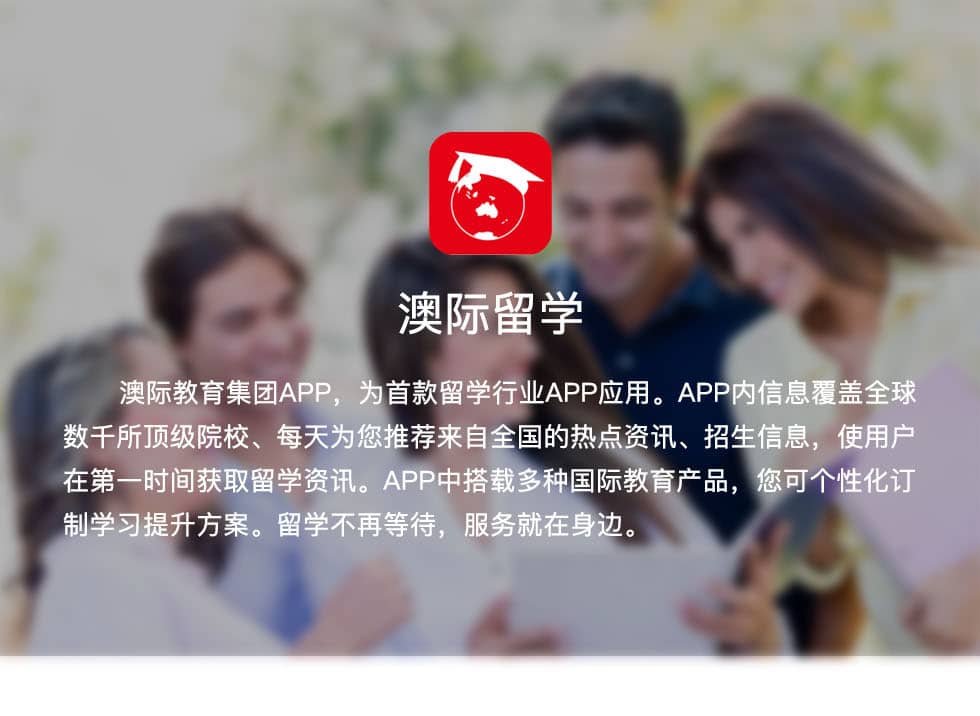 澳际留学
澳际教育集团APP，为首款留学行业APP应用。APP内信息覆盖全球
数千所顶级院校、每天为您推荐来自全国的热点资讯、招生信息，使用户
在第一时间获取留学资讯。APP中搭载多种国际教育产品，您可个性化订
制学习提升方案。留学不再等待，服务就在身边。